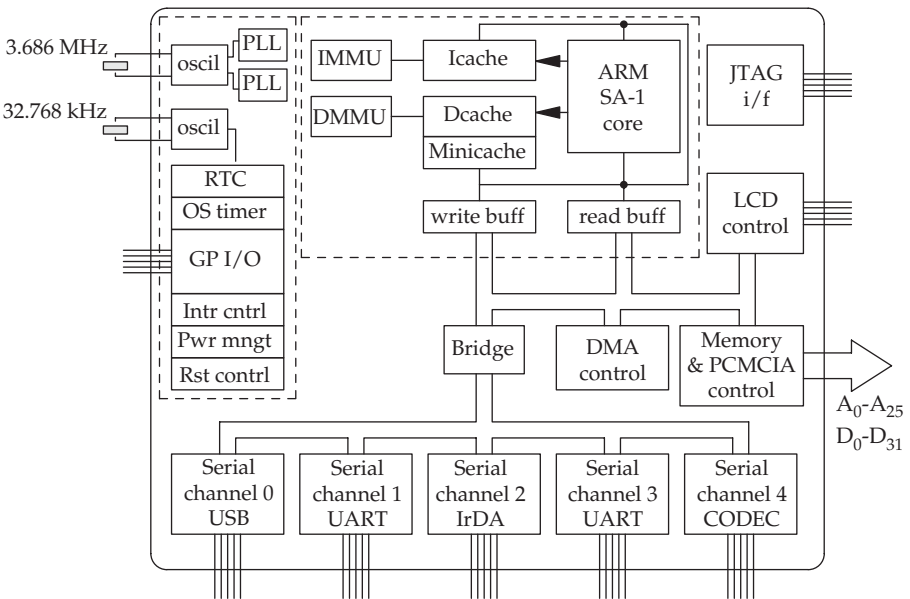 3.686 MHz
oscil
PLL
PLL
32.768 kHz
oscil
RTC
OS timer
GP I/O
Intr cntrl
Pwr mngt
Rst contrl
IMMU
Icache
DMMU
Dcache
Minicache
ARM
SA-1
core
write buff
read buff
JTAG
i/f
LCD
control
Bridge
DMA
control
Memory
& PCMCIA
control
A0-A25
D0-D31
Serial
channel 0
USB
Serial
channel 1
UART
Serial
channel 2
IrDA
Serial
channel 3
UART
Serial
channel 4
CODEC